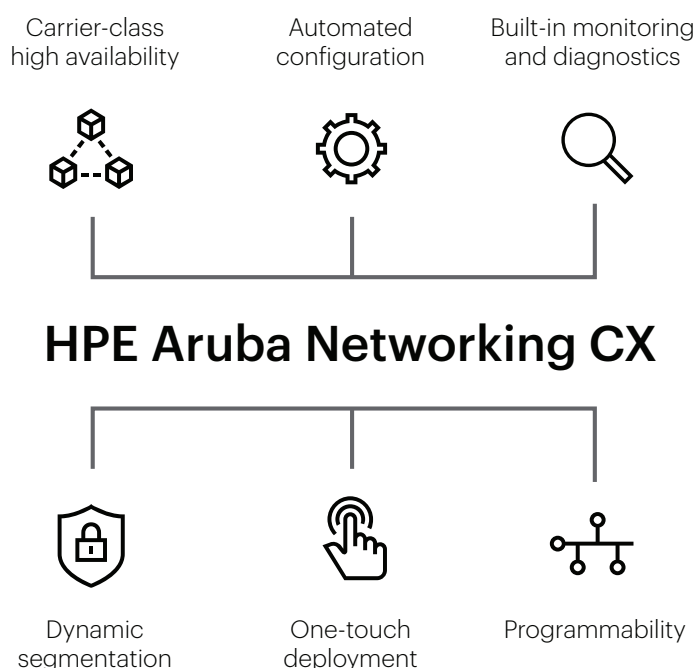 Carrier-class
high availability
Automated
configuration
Built-in monitoring
and diagnostics
HPE Aruba Networking CX
Dynamic
segmentation
One-touch
deployment
Programmability